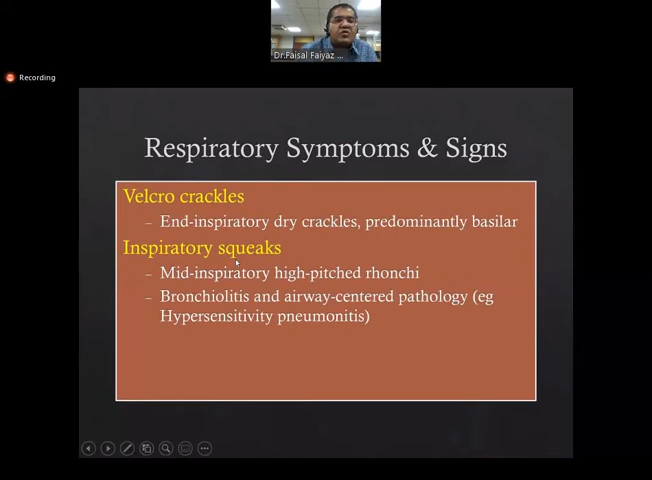 Dr.Faisal Faiyaz ...
Recording
Respiratory Symptoms & Signs
Velcro crackles
– End-inspiratory dry crackles, predominantly basilar
Inspiratory squeaks
– Mid-inspiratory high-pitched rhonchi
– Bronchiolitis and airway-centered pathology (eg
Hypersensitivity pneumonitis)